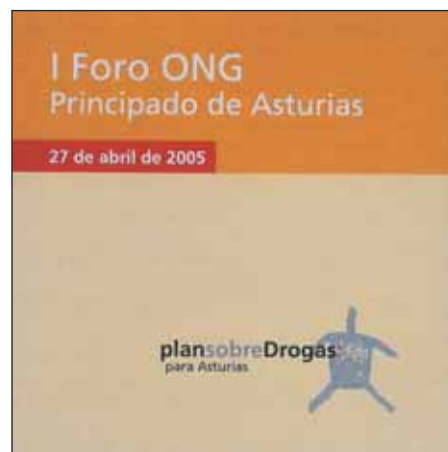 I Foro ONG
Principado de Asturias
27 de abril de 2005
plansobreDrogas
para Asturias